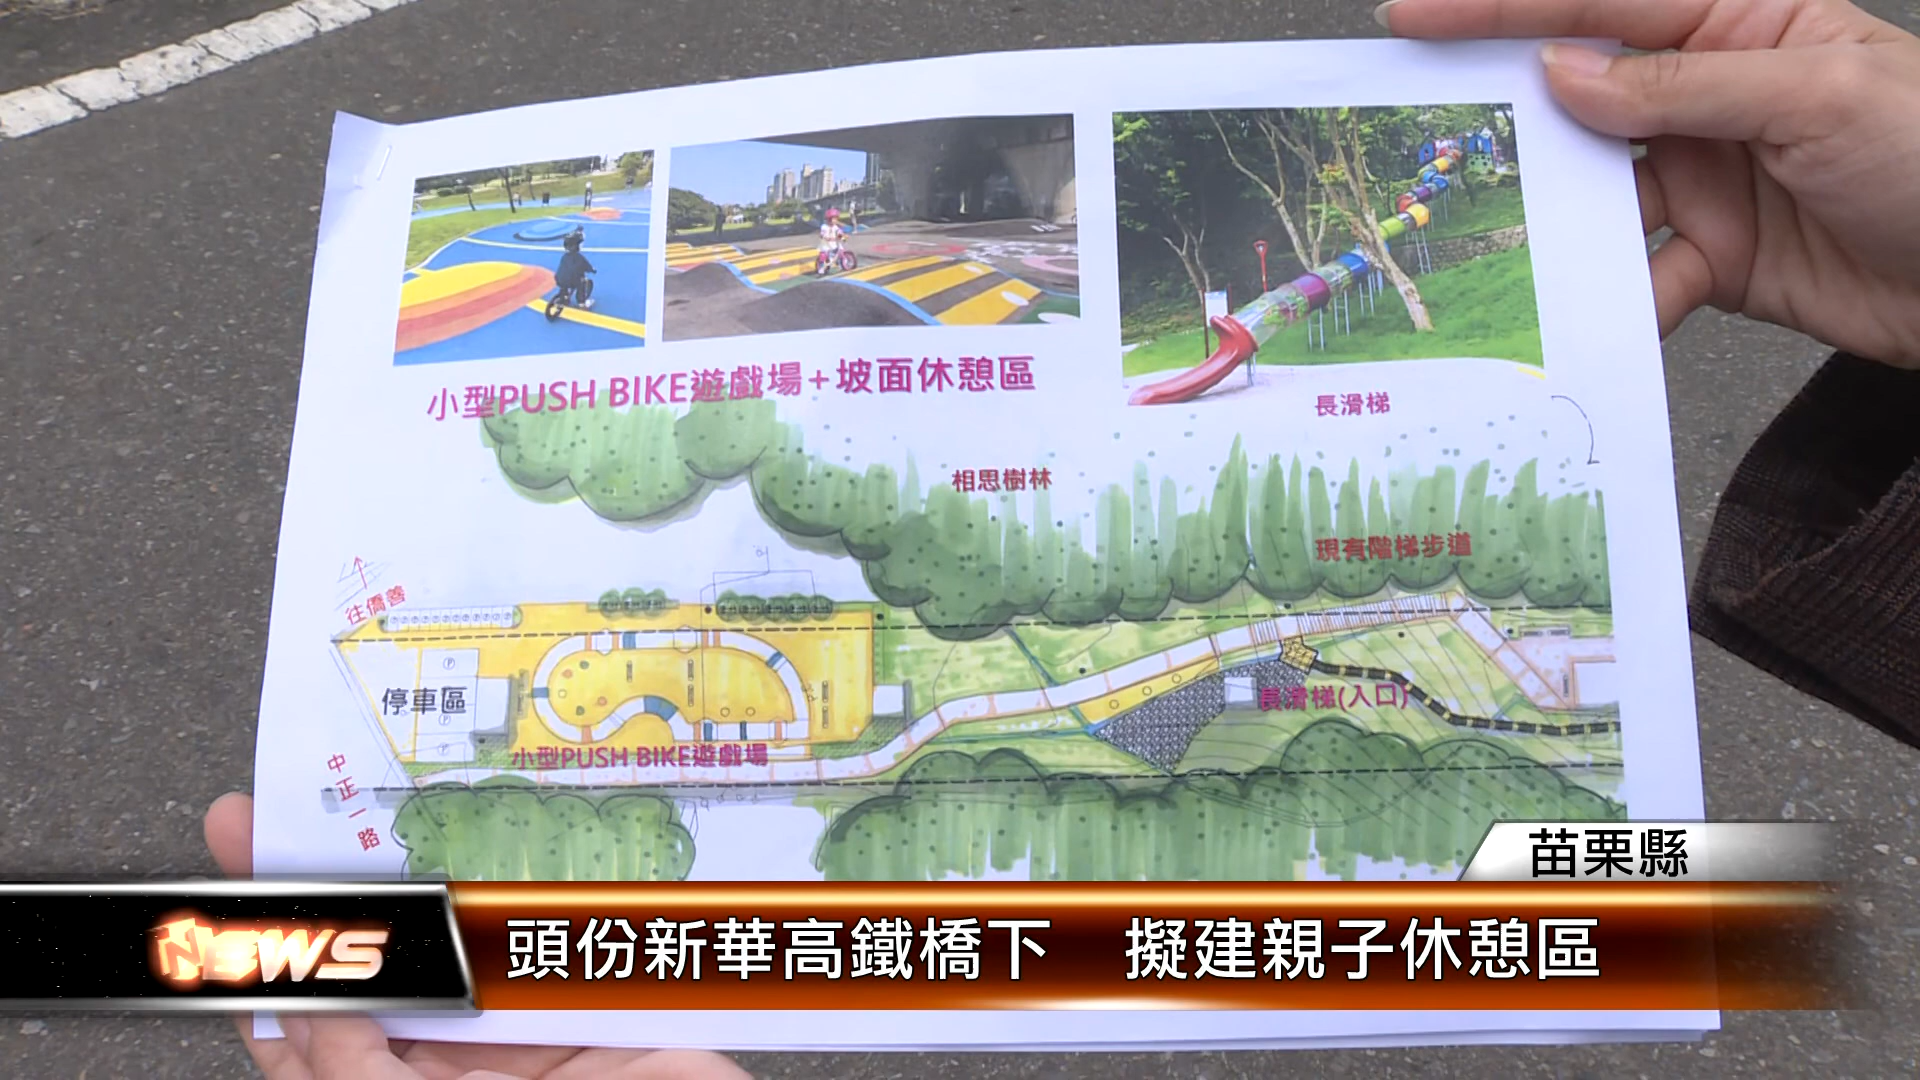 小型PUSH BIKE遊戲場+坡面休憩區
長滑梯
相思樹林
現有階梯步道
往僑善
停車區
長滑梯(入口)
小型PUSH BIKE遊戲場
中正一路
苗栗縣
NEWS
頭份新華高鐵橋下 擬建親子休憩區